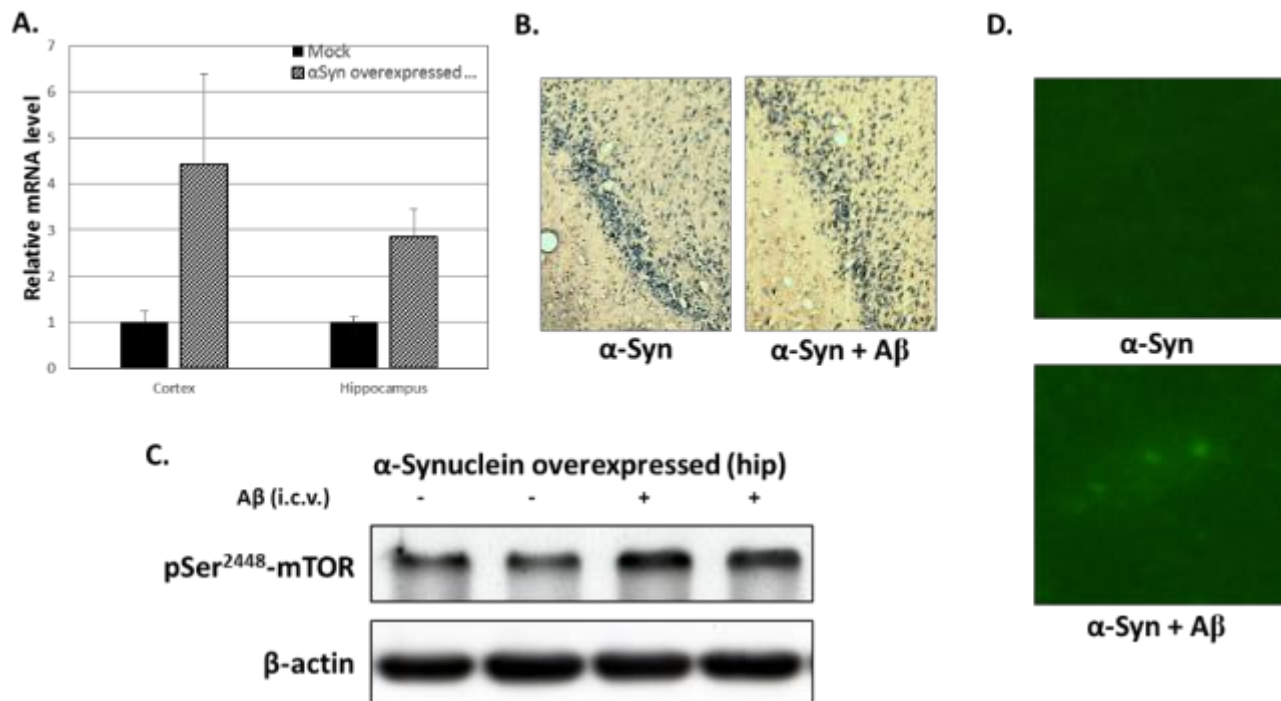 A.
7
6
5
4
3
2
1
0
Relative mRNA level
Mock
αSyn overexpressed...
Cortex
Hippocampus
B.
α-Syn
α-Syn + Aβ
C.
α-Synuclein overexpressed (hip)
Aβ (i.c.v.) - - + +
pSer²⁴⁴⁸-mTOR
β-actin
D.
α-Syn
α-Syn + Aβ